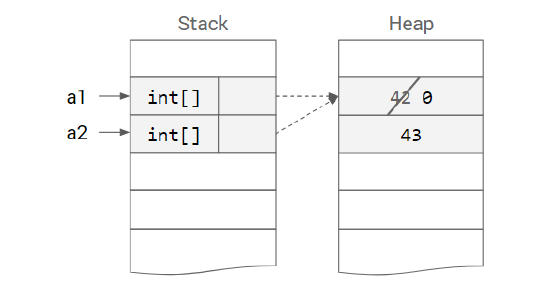 Stack Heap
a1 int[] 42 0
a2 int[] 43